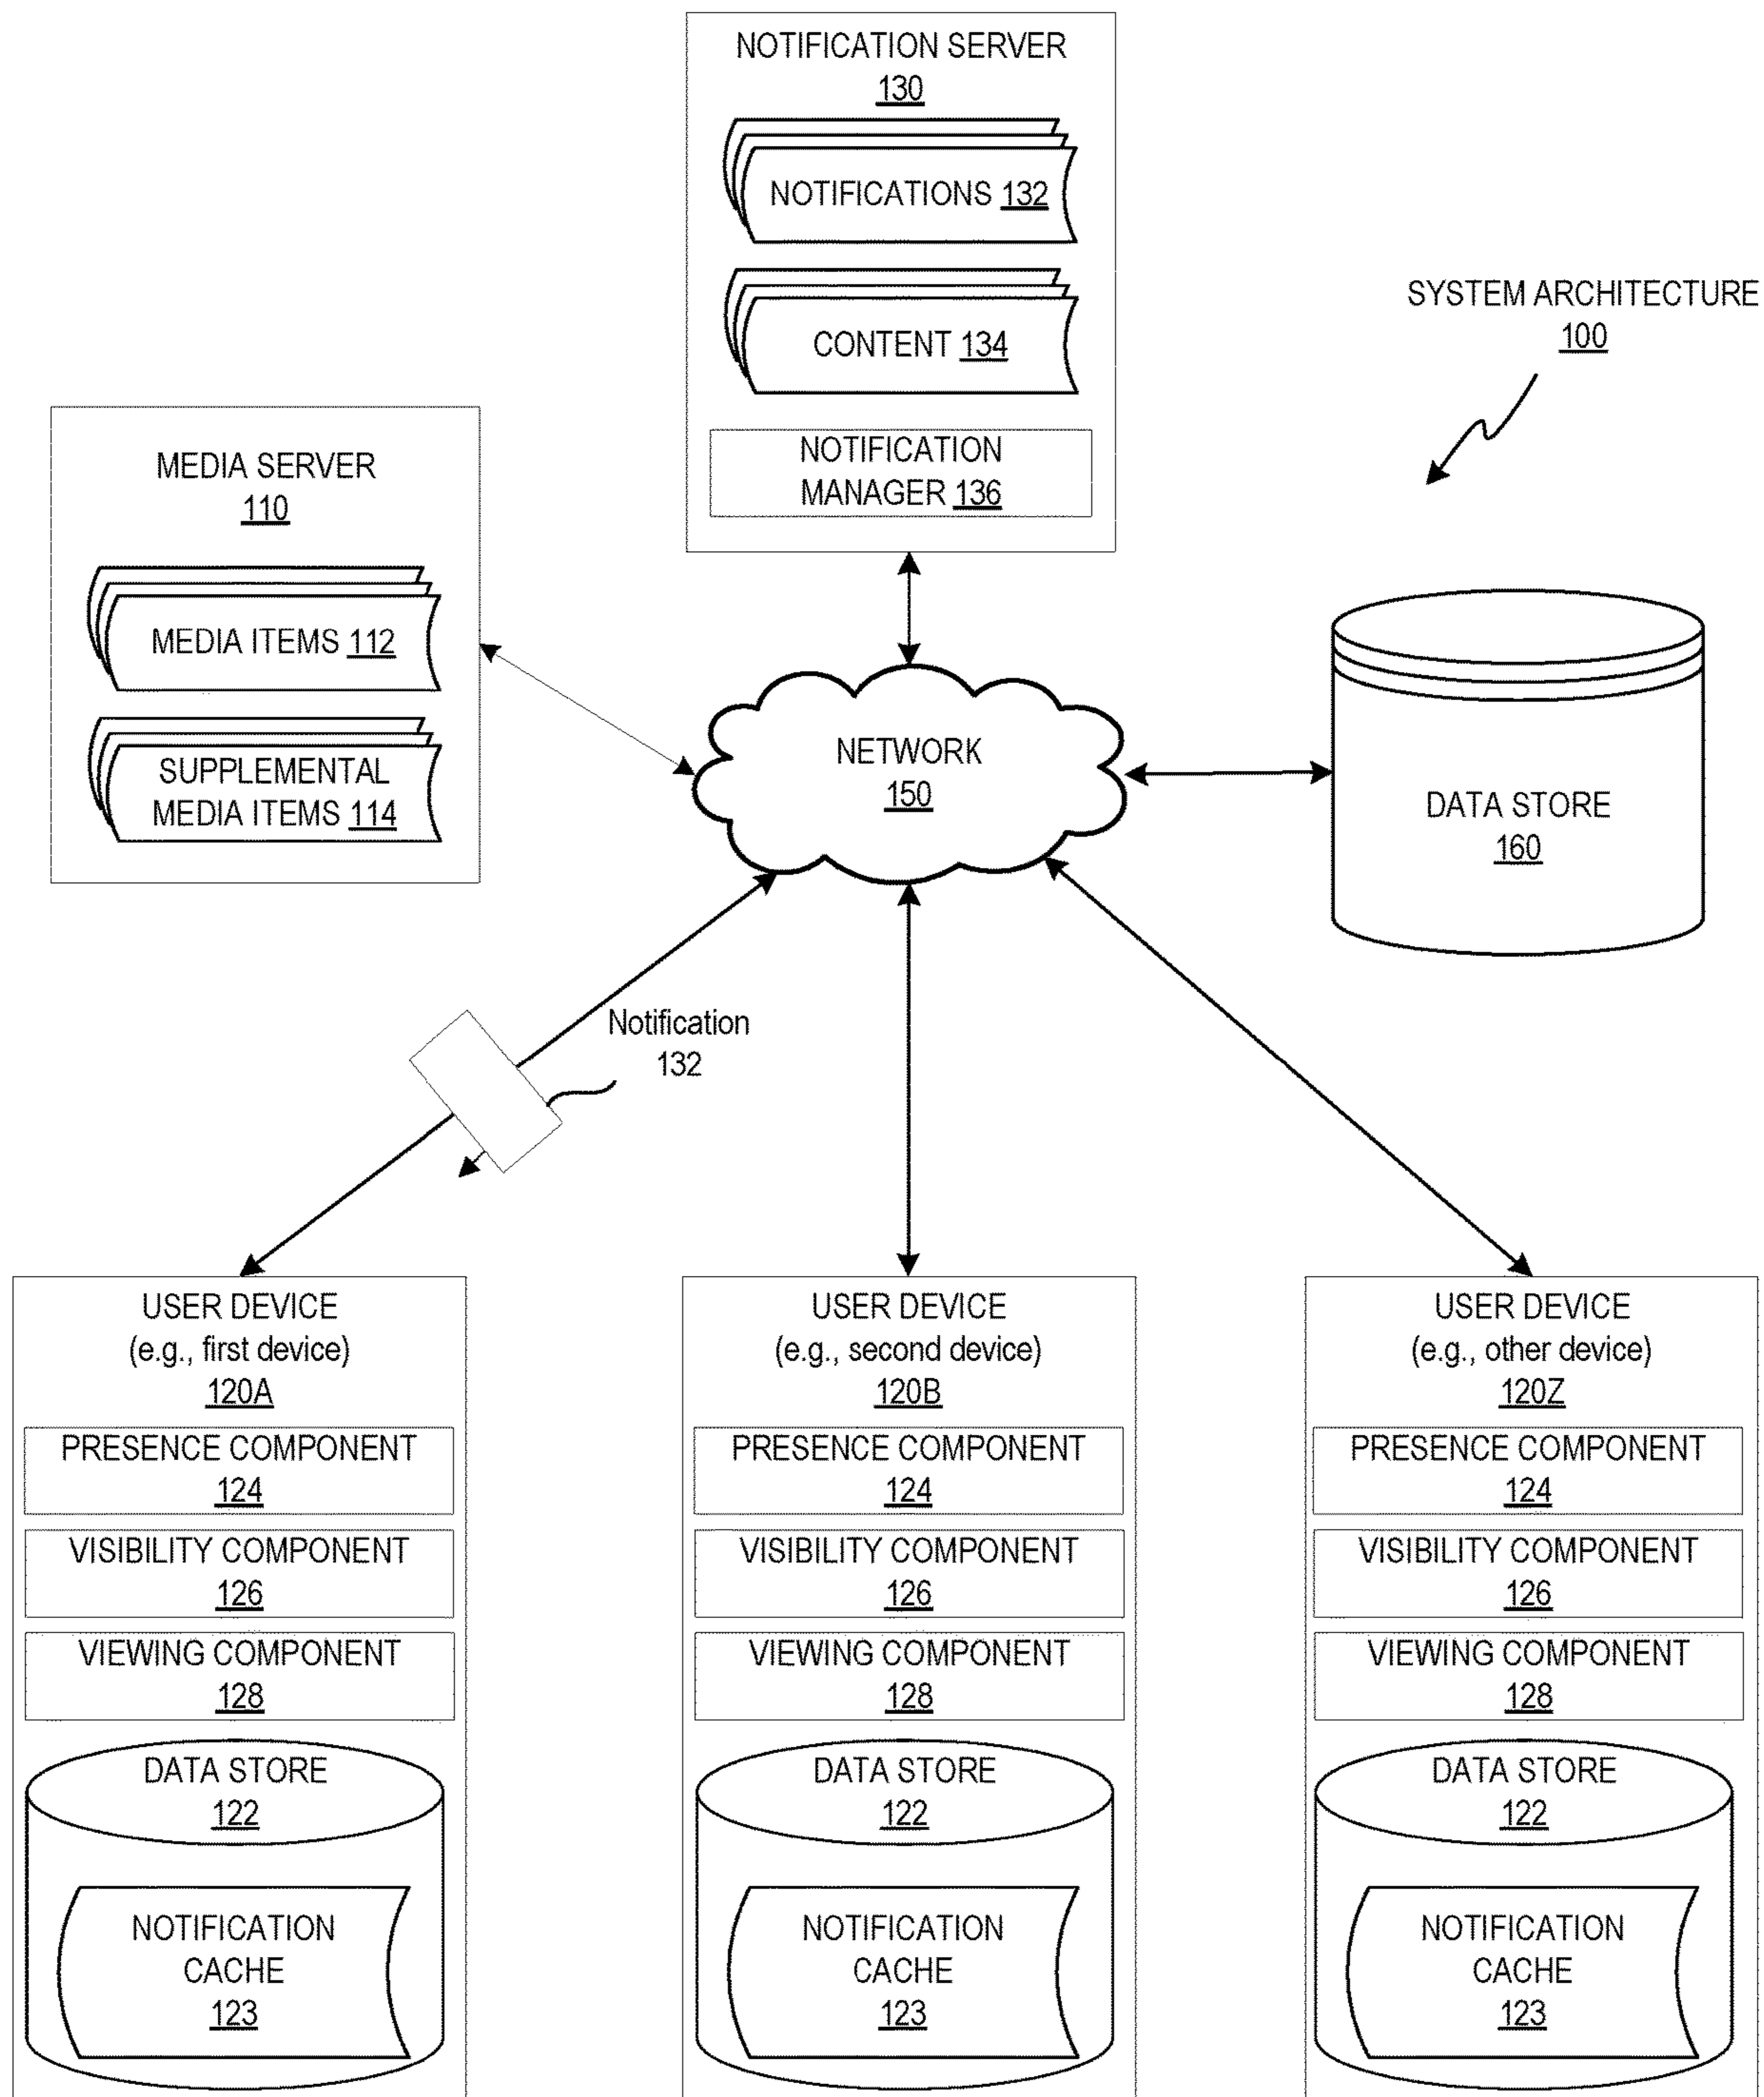 NOTIFICATION SERVER
130
NOTIFICATIONS 132
CONTENT 134
NOTIFICATION
MANAGER 136
SYSTEM ARCHITECTURE
100
MEDIA SERVER
110
MEDIA ITEMS 112
SUPPLEMENTAL
MEDIA ITEMS 114
NETWORK
150
DATA STORE
160
Notification
132
USER DEVICE
(e.g., first device)
120A
PRESENCE COMPONENT
124
VISIBILITY COMPONENT
126
VIEWING COMPONENT
128
DATA STORE
122
NOTIFICATION
CACHE
123
USER DEVICE
(e.g., second device)
120B
PRESENCE COMPONENT
124
VISIBILITY COMPONENT
126
VIEWING COMPONENT
128
DATA STORE
122
NOTIFICATION
CACHE
123
USER DEVICE
(e.g., other device)
120Z
PRESENCE COMPONENT
124
VISIBILITY COMPONENT
126
VIEWING COMPONENT
128
DATA STORE
122
NOTIFICATION
CACHE
123